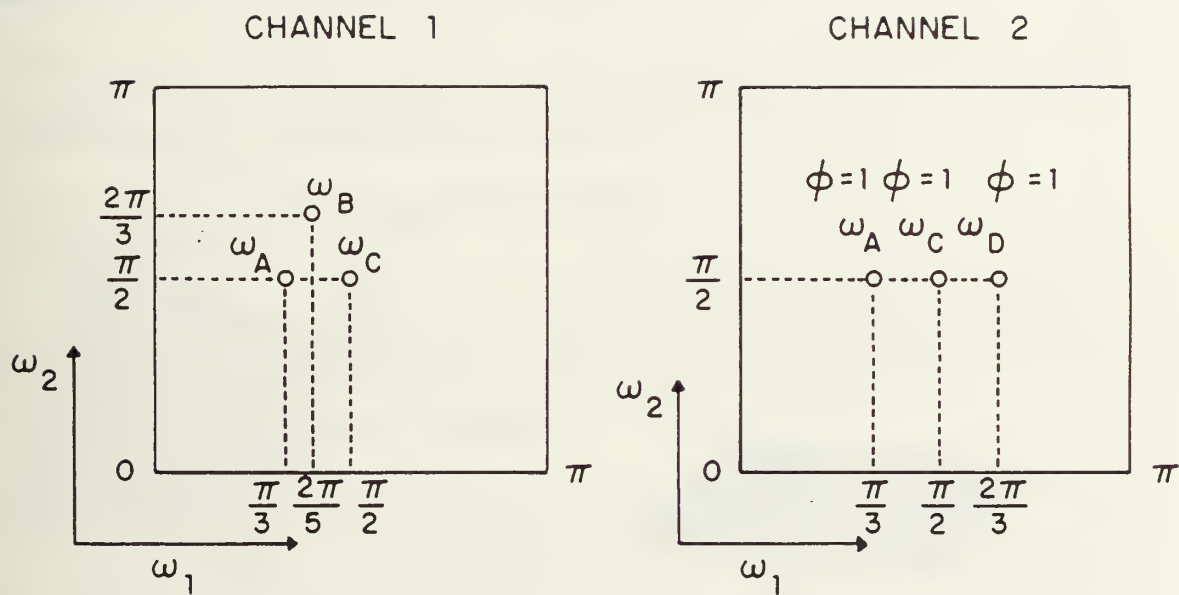 CHANNEL 1
π
2π/3
π/2
0
ω_B
ω_A ω_C
π/3 2π/5 π/2 π
ω_2
ω_1
CHANNEL 2
π
π/2
0
ϕ=1 ϕ=1 ϕ=1
ω_A ω_C ω_D
π/3 π/2 2π/3 π
ω_2
ω_1